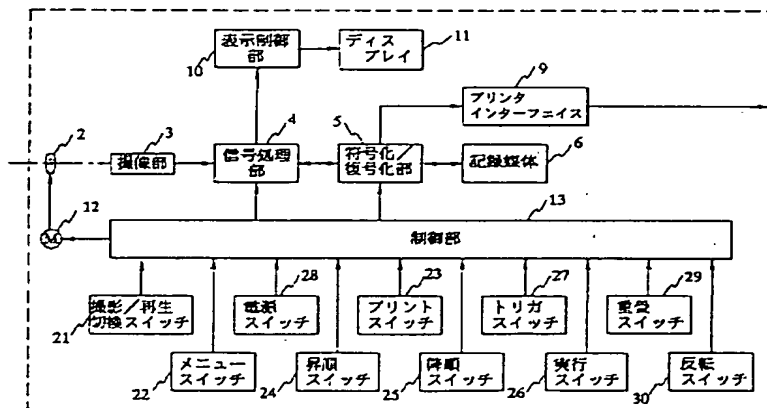 表示制御
部
10
ディス
プレイ
11
9
プリンタ
インターフェイス
2
3
撮像部
4
信号処理
部
5
符号化/
復号化部
記録媒体
6
12
M
13
制御部
撮影/再生
切換スイッチ
21
電源
スイッチ
28
プリント
スイッチ
23
トリガ
スイッチ
27
重畳
スイッチ
29
メニュー
スイッチ
22
昇順
スイッチ
24
降順
スイッチ
25
実行
スイッチ
26
反転
スイッチ
30